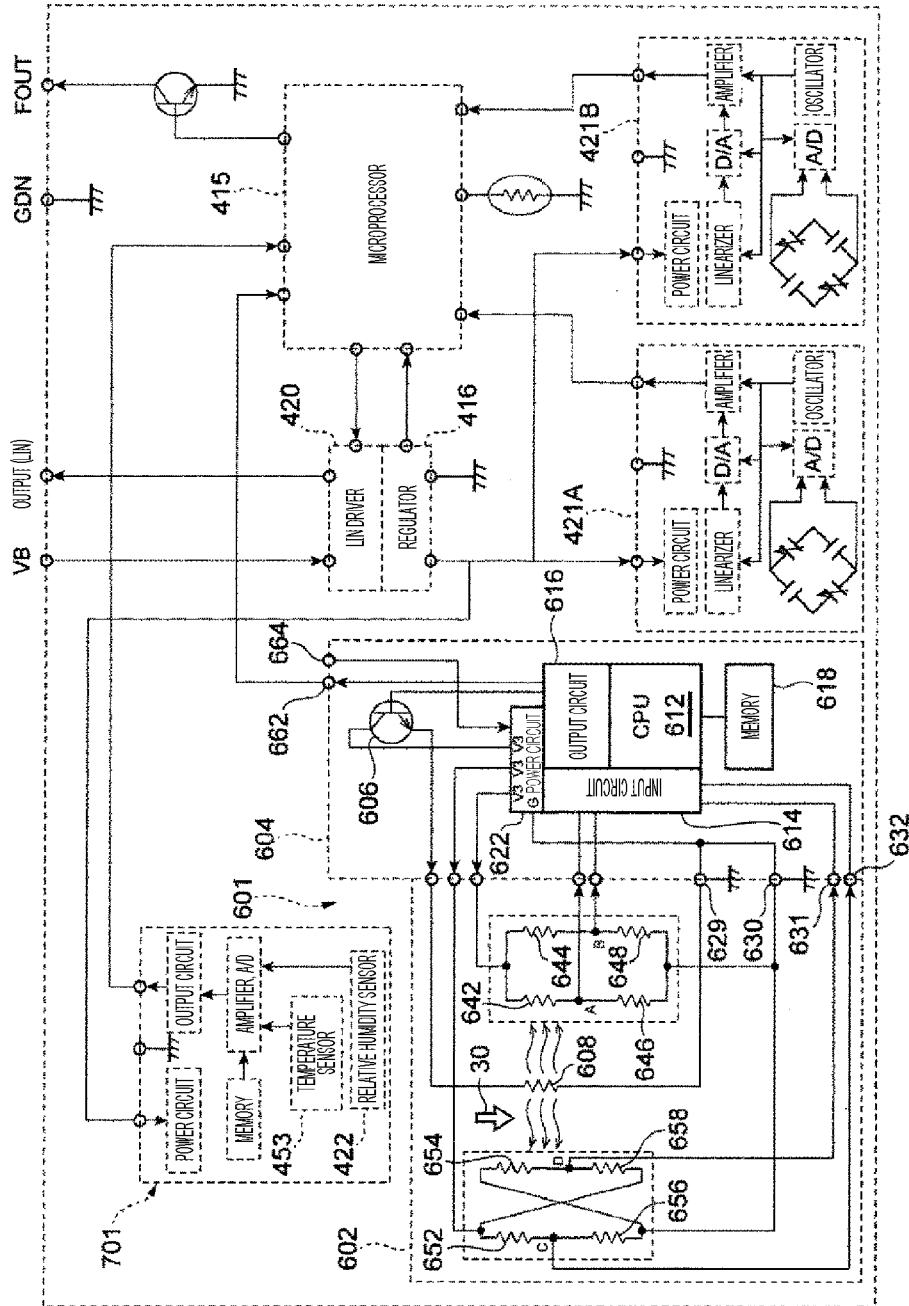 VB
OUTPUT (LIN)
GDN
FOUT
415
MICROPROCESSOR
420
LIN DRIVER
REGULATOR
416
421A
POWER CIRCUIT
LINEARIZER
D/A
AMPLIFIER
A/D
OSCILLATOR
421B
POWER CIRCUIT
LINEARIZER
D/A
AMPLIFIER
A/D
OSCILLATOR
701
POWER CIRCUIT
OUTPUT CIRCUIT
MEMORY
AMPLIFIER, A/D
453
TEMPERATURE
SENSOR
422
RELATIVE HUMIDITY SENSOR
601
604
606
662
664
616
622
V3
V3
V3
G
POWER CIRCUIT
OUTPUT CIRCUIT
CPU
612
INPUT CIRCUIT
614
MEMORY
618
602
652
654
C
D
656
658
30
608
642
644
A
B
646
648
629
630
631
632